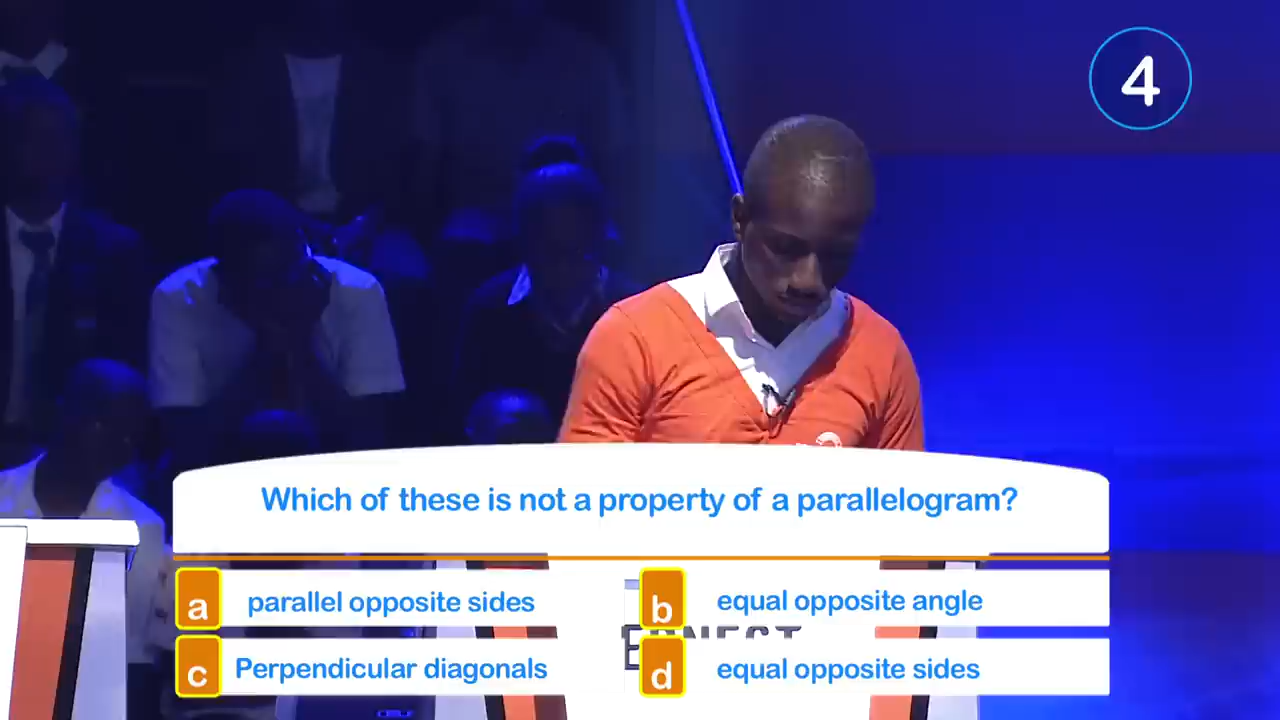 4
Which of these is not a property of a parallelogram?
a parallel opposite sides
b equal opposite angle
c Perpendicular diagonals
d equal opposite sides